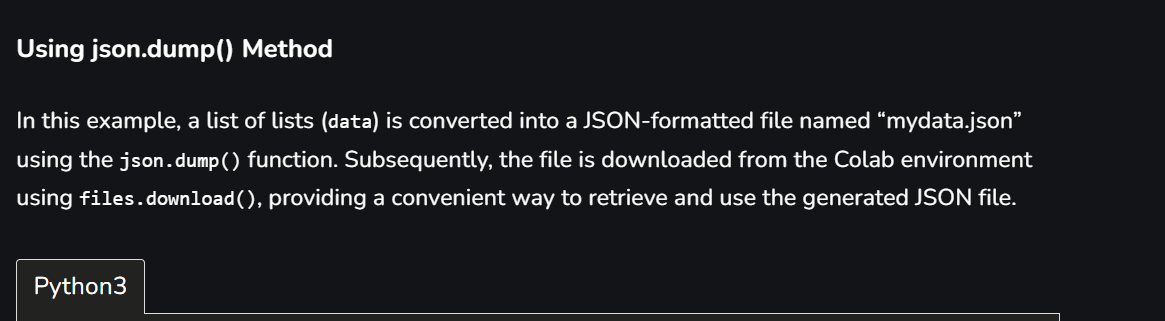 Using json.dump() Method
In this example, a list of lists (data) is converted into a JSON-formatted file named “mydata.json”
using the json.dump() function. Subsequently, the file is downloaded from the Colab environment
using files.download(), providing a convenient way to retrieve and use the generated JSON file.
Python3